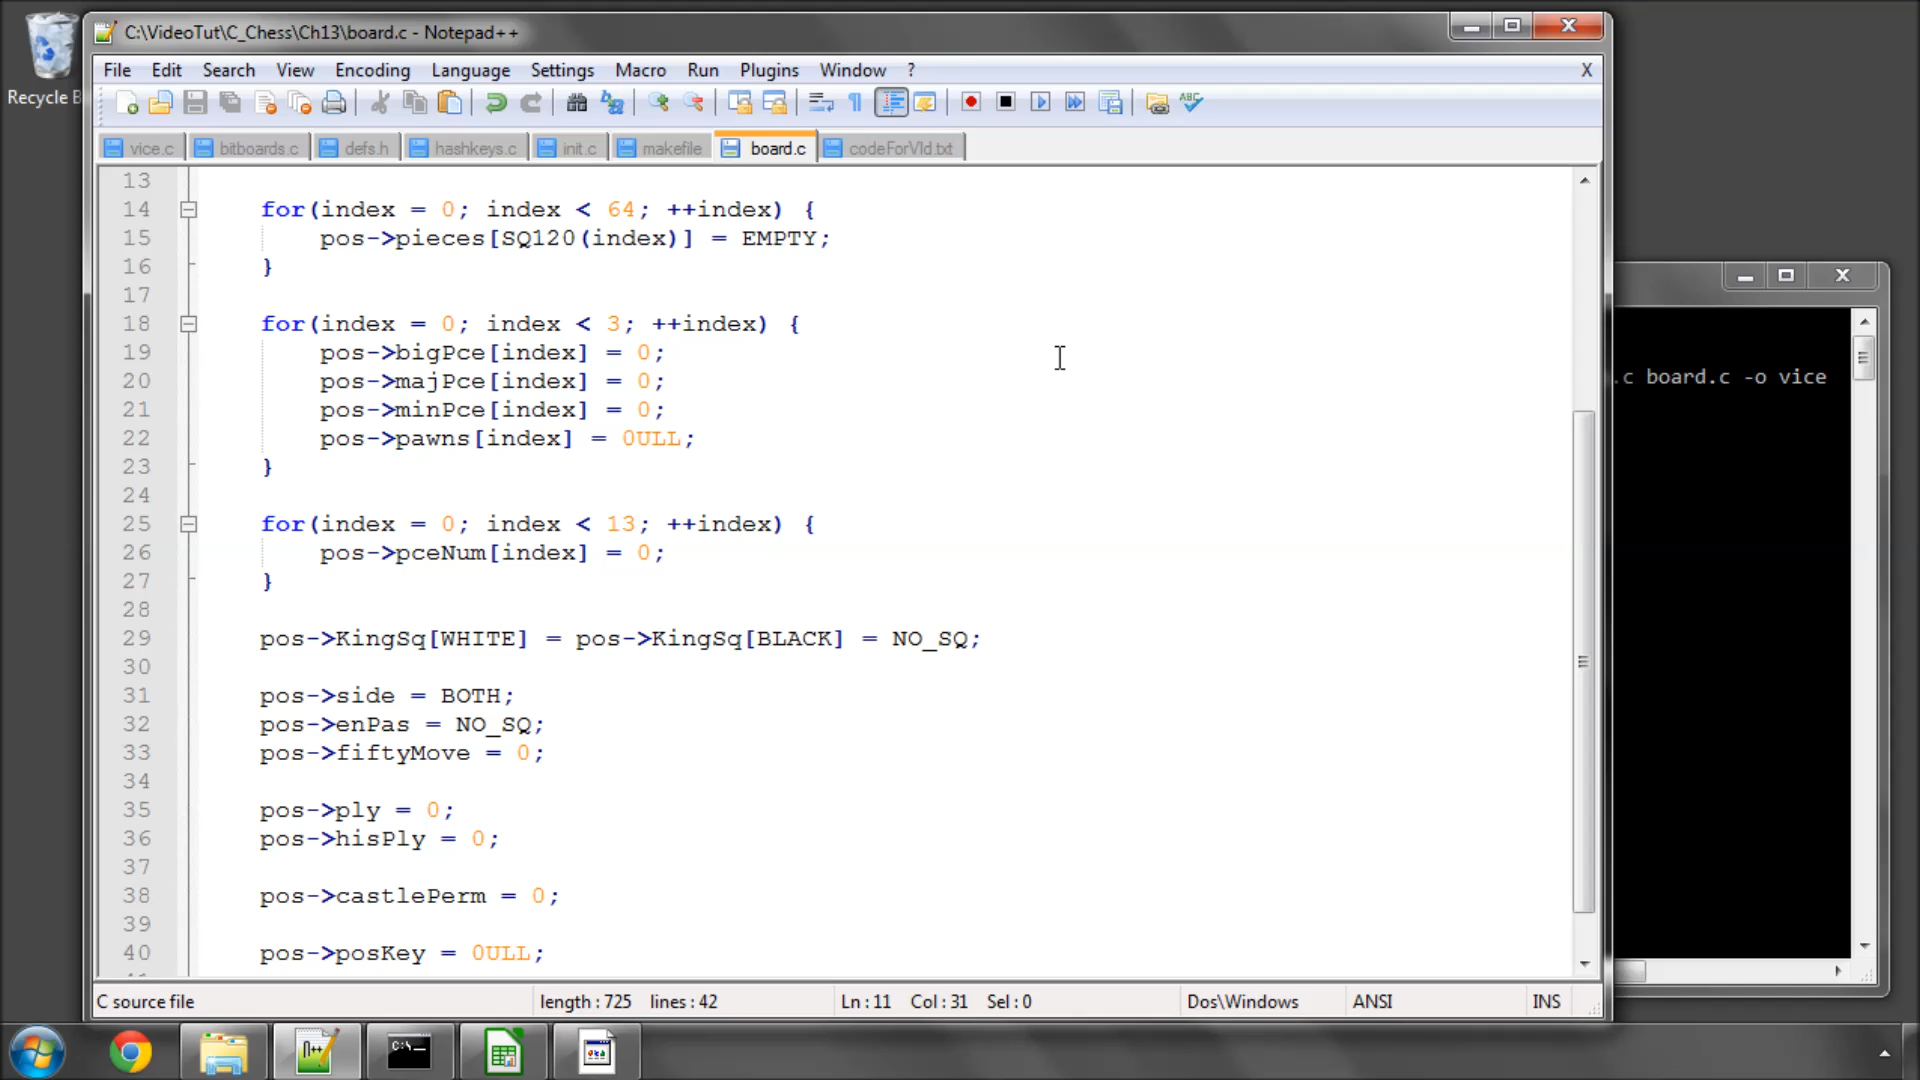 Recycle B
C:\VideoTut\C_Chess\Ch13\board.c - Notepad++
File Edit Search View Encoding Language Settings Macro Run Plugins Window ? X
vice.c bitboards.c defs.h hashkeys.c init.c makefile board.c codeForVid.txt
13
14 for(index = 0; index < 64; ++index) {
15 pos->pieces[SQ120(index)] = EMPTY;
16 }
17
18 for(index = 0; index < 3; ++index) {
19 pos->bigPce[index] = 0;
20 pos->majPce[index] = 0;
21 pos->minPce[index] = 0;
22 pos->pawns[index] = 0ULL;
23 }
24
25 for(index = 0; index < 13; ++index) {
26 pos->pceNum[index] = 0;
27 }
28
29 pos->KingSq[WHITE] = pos->KingSq[BLACK] = NO_SQ;
30
31 pos->side = BOTH;
32 pos->enPas = NO_SQ;
33 pos->fiftyMove = 0;
34
35 pos->ply = 0;
36 pos->hisPly = 0;
37
38 pos->castlePerm = 0;
39
40 pos->posKey = 0ULL;
.c board.c -o vice
C source file length : 725 lines : 42 Ln : 11 Col : 31 Sel : 0 Dos\Windows ANSI INS